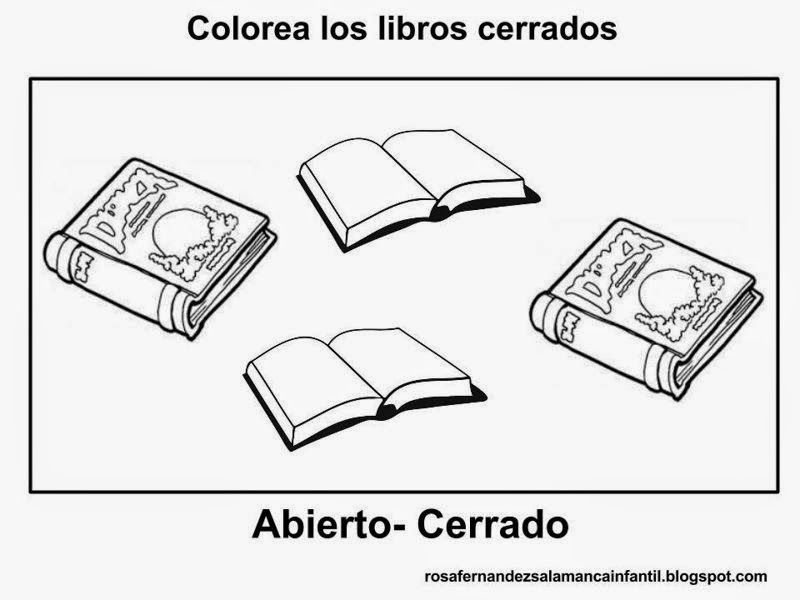 Colorea los libros cerrados
Abierto- Cerrado
rosafernandezsalamancainfantil.blogspot.com